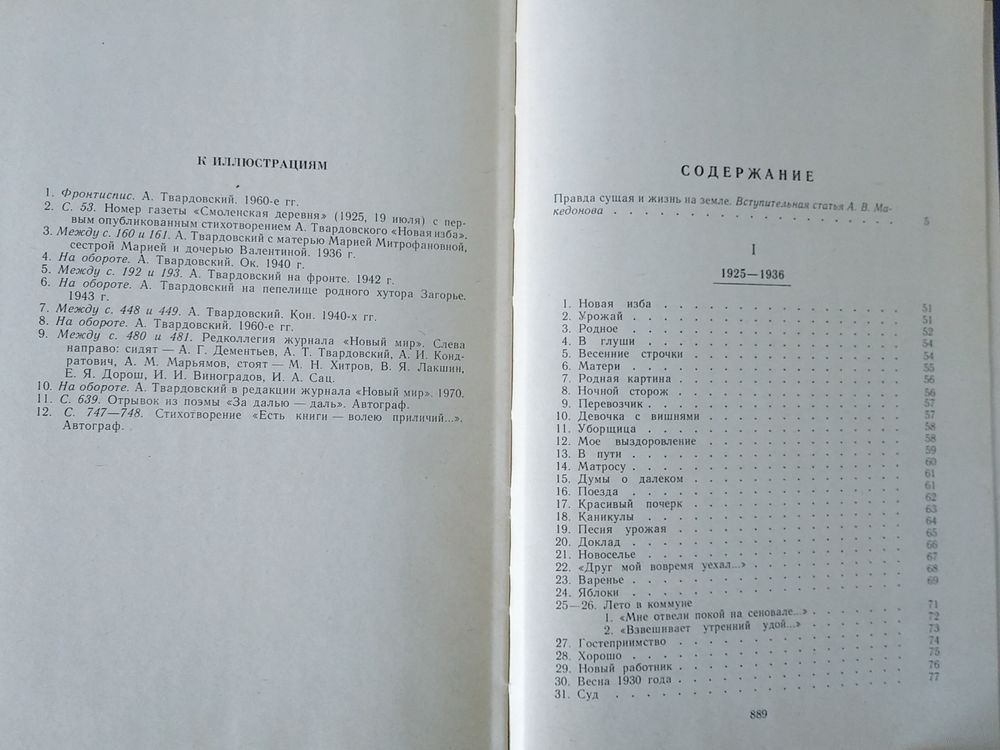 К ИЛЛЮСТРАЦИЯМ
1. Фронтиспис. А. Твардовский. 1960-е гг.
2. С. 53. Номер газеты «Смоленская деревня» (1925, 19 июля) с пер-
вым опубликованным стихотворением А. Твардовского «Новая изба».
3. Между с. 160 и 161. А. Твардовский с матерью Марией Митрофановной,
сестрой Марией и дочерью Валентиной. 1936 г.
4. На обороте. А. Твардовский. Ок. 1940 г.
5. Между с. 192 и 193. А. Твардовский на фронте. 1942 г.
6. На обороте. А. Твардовский на пепелище родного хутора Загорье.
1943 г.
7. Между с. 448 и 449. А. Твардовский. Кон. 1940-х гг.
8. На обороте. А. Твардовский. 1960-е гг.
9. Между с. 480 и 481. Редколлегия журнала «Новый мир». Слева
направо: сидят — А. Г. Дементьев, А. Т. Твардовский, А. И. Конд-
ратович, А. М. Марьямов, стоят — М. Н. Хитров, В. Я. Лакшин,
Е. Я. Дорош, И. И. Виноградов, И. А. Сац.
10. На обороте. А. Твардовский в редакции журнала «Новый мир». 1970.
11. С. 639. Отрывок из поэмы «За далью — даль». Автограф.
12. С. 747—748. Стихотворение «Есть книги — волею приличий...».
Автограф.
СОДЕРЖАНИЕ
Правда сущая и жизнь на земле. Вступительная статья А. В. Ма-
кедонова . . . . . . . . . . . . . . . . 5
I
1925—1936
1. Новая изба . . . . . . . . . . . . 51
2. Урожай . . . . . . . . . . . . 51
3. Родное . . . . . . . . . . . . 52
4. В глуши . . . . . . . . . . . . 54
5. Весенние строчки . . . . . . . . . . . . 54
6. Матери . . . . . . . . . . . . 55
7. Родная картина . . . . . . . . . . . . 56
8. Ночной сторож . . . . . . . . . . . . 56
9. Перевозчик . . . . . . . . . . . . 57
10. Девочка с вишнями . . . . . . . . . . . . 57
11. Уборщица . . . . . . . . . . . . 58
12. Мое выздоровление . . . . . . . . . . . . 58
13. В пути . . . . . . . . . . . . 59
14. Матросу . . . . . . . . . . . . 60
15. Думы о далеком . . . . . . . . . . . . 61
16. Поезда . . . . . . . . . . . . 61
17. Красивый почерк . . . . . . . . . . . . 62
18. Каникулы . . . . . . . . . . . . 63
19. Песня урожая . . . . . . . . . . . . 64
20. Доклад . . . . . . . . . . . . 65
21. Новоселье . . . . . . . . . . . . 66
22. «Друг мой вовремя уехал...» . . . . . . . . . 67
23. Варенье . . . . . . . . . . . . 68
24. Яблоки . . . . . . . . . . . . 69
25—26. Лето в коммуне
1. «Мне отвели покой на сеновале...» . . . . . . 71
2. «Взвешивает утренний удой...» . . . . . . 72
27. Гостеприимство . . . . . . . . . . . . 73
28. Хорошо . . . . . . . . . . . . 74
29. Новый работник . . . . . . . . . . . . 75
30. Весна 1930 года . . . . . . . . . . . . 76
31. Суд . . . . . . . . . . . . 77
889